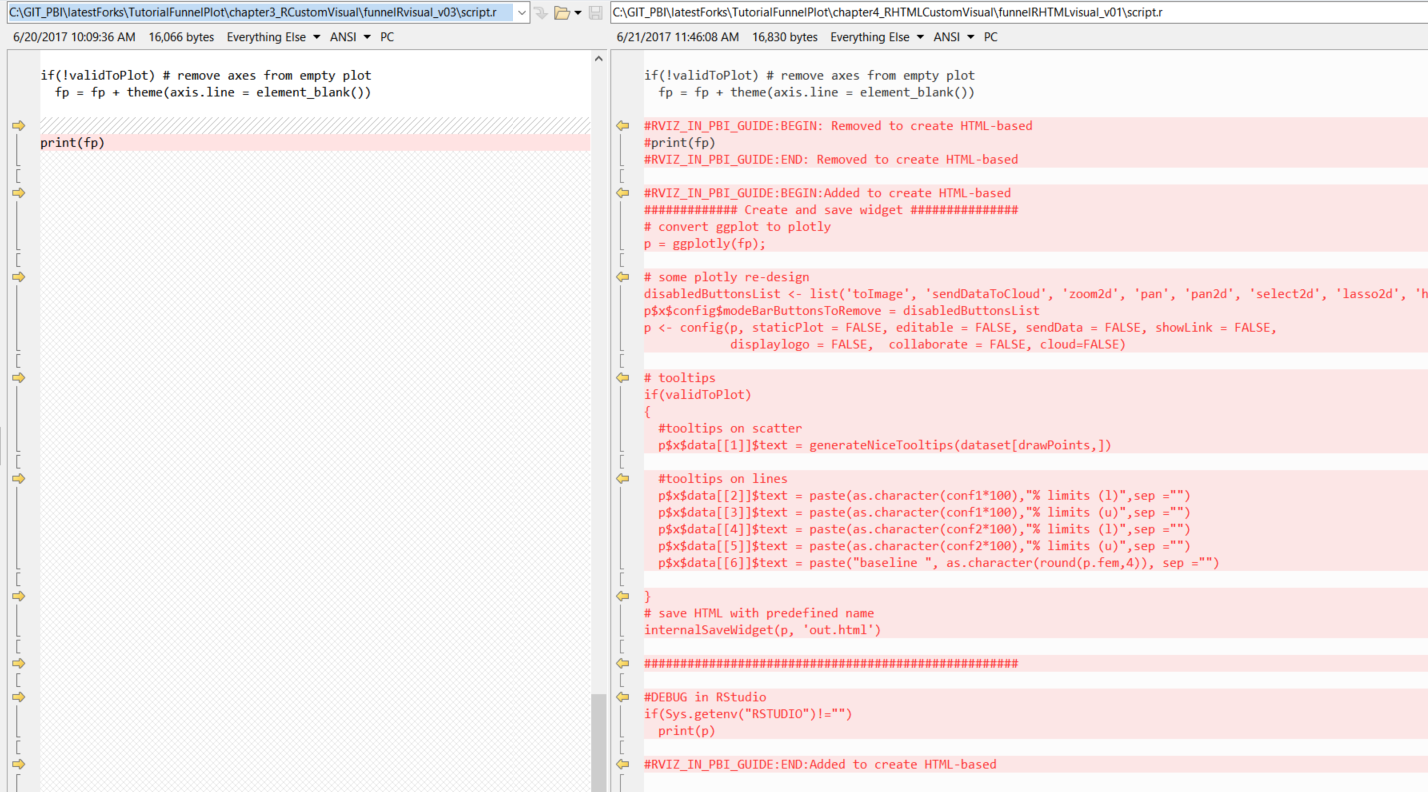 C:\GIT_PBI\latestForks\TutorialFunnelPlot\chapter3_RCustomVisual\funnelRvisual_v03\script.r
6/20/2017 10:09:36 AM 16,066 bytes Everything Else ANSI PC
if(!validToPlot) # remove axes from empty plot
  fp = fp + theme(axis.line = element_blank())
print(fp)
C:\GIT_PBI\latestForks\TutorialFunnelPlot\chapter4_RHTMLCustomVisual\funnelRHTMLvisual_v01\script.r
6/21/2017 11:46:08 AM 16,830 bytes Everything Else ANSI PC
if(!validToPlot) # remove axes from empty plot
  fp = fp + theme(axis.line = element_blank())
#RVIZ_IN_PBI_GUIDE:BEGIN: Removed to create HTML-based
#print(fp)
#RVIZ_IN_PBI_GUIDE:END: Removed to create HTML-based
#RVIZ_IN_PBI_GUIDE:BEGIN:Added to create HTML-based
############# Create and save widget ###############
# convert ggplot to plotly
p = ggplotly(fp);
# some plotly re-design
disabledButtonsList <- list('toImage', 'sendDataToCloud', 'zoom2d', 'pan', 'pan2d', 'select2d', 'lasso2d', 'h
p$x$config$modeBarButtonsToRemove = disabledButtonsList
p <- config(p, staticPlot = FALSE, editable = FALSE, sendData = FALSE, showLink = FALSE,
            displaylogo = FALSE,  collaborate = FALSE, cloud=FALSE)
# tooltips
if(validToPlot)
{
  #tooltips on scatter
  p$x$data[[1]]$text = generateNiceTooltips(dataset[drawPoints,])
  #tooltips on lines
  p$x$data[[2]]$text = paste(as.character(conf1*100),"% limits (l)",sep ="")
  p$x$data[[3]]$text = paste(as.character(conf1*100),"% limits (u)",sep ="")
  p$x$data[[4]]$text = paste(as.character(conf2*100),"% limits (l)",sep ="")
  p$x$data[[5]]$text = paste(as.character(conf2*100),"% limits (u)",sep ="")
  p$x$data[[6]]$text = paste("baseline ", as.character(round(p.fem,4)), sep ="")
}
# save HTML with predefined name
internalSaveWidget(p, 'out.html')
####################################################
#DEBUG in RStudio
if(Sys.getenv("RSTUDIO")!="")
  print(p)
#RVIZ_IN_PBI_GUIDE:END:Added to create HTML-based